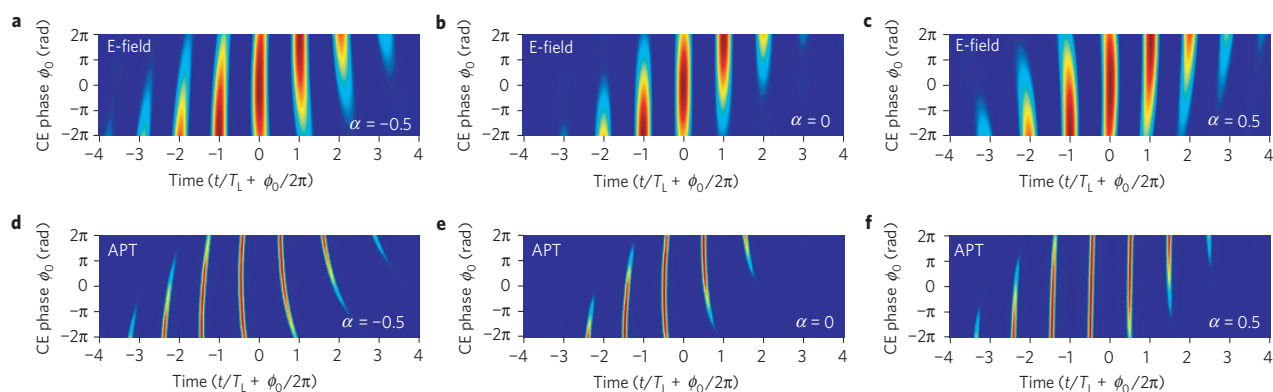 a
E-field
α = −0.5
CE phase ϕ0 (rad)
2π
π
0
−π
−2π
−4 −3 −2 −1 0 1 2 3 4
Time (t/TL + ϕ0/2π)
b
E-field
α = 0
CE phase ϕ0 (rad)
2π
π
0
−π
−2π
−4 −3 −2 −1 0 1 2 3 4
Time (t/TL + ϕ0/2π)
c
E-field
α = 0.5
CE phase ϕ0 (rad)
2π
π
0
−π
−2π
−4 −3 −2 −1 0 1 2 3 4
Time (t/TL + ϕ0/2π)
d
APT
α = −0.5
CE phase ϕ0 (rad)
2π
π
0
−π
−2π
−4 −3 −2 −1 0 1 2 3 4
Time (t/TL + ϕ0/2π)
e
APT
α = 0
CE phase ϕ0 (rad)
2π
π
0
−π
−2π
−4 −3 −2 −1 0 1 2 3 4
Time (t/TL + ϕ0/2π)
f
APT
α = 0.5
CE phase ϕ0 (rad)
2π
π
0
−π
−2π
−4 −3 −2 −1 0 1 2 3 4
Time (t/TL + ϕ0/2π)